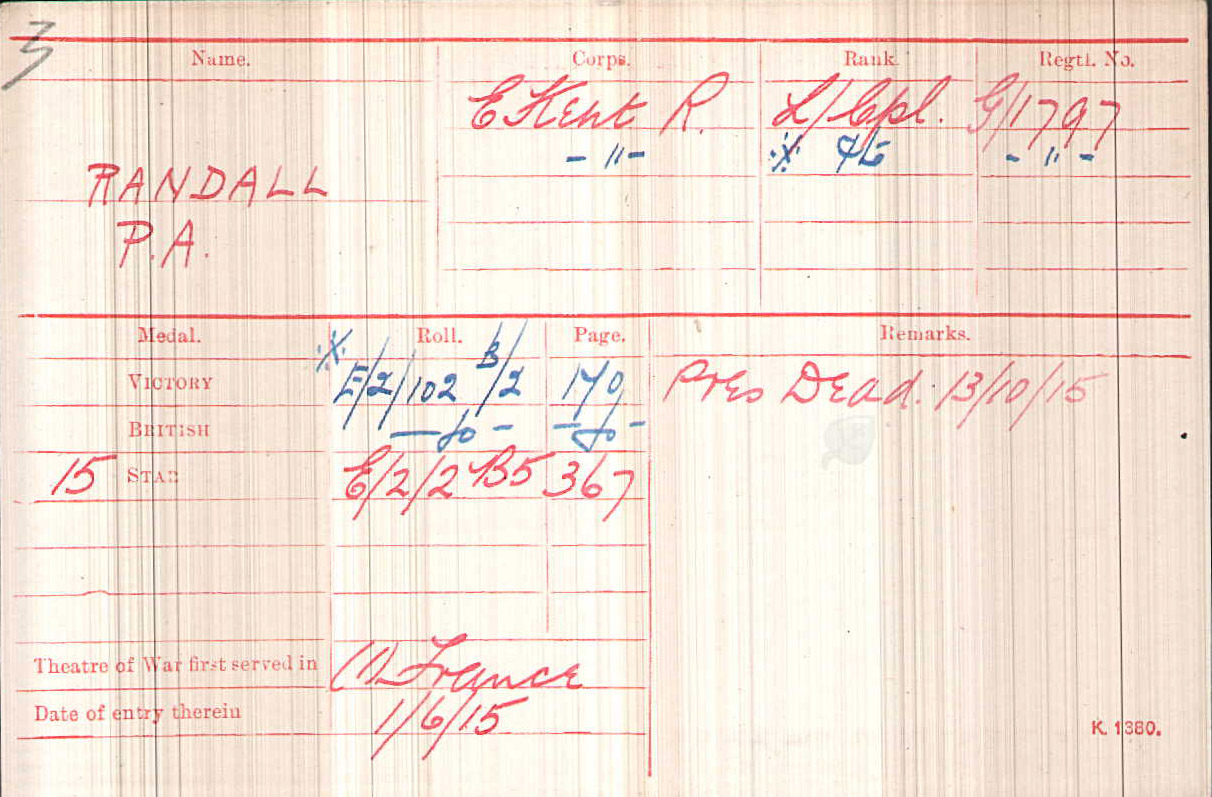 3
Name. Corps. Rank. Regtl. No.
E Kent R. L/Cpl. G/1797
- " - ·X· - " -
RANDALL
P.A.
Medal. Roll. Page. Remarks.
VICTORY ·X· E/2/102 B/2 170 Pres Dead. 13/10/15
BRITISH — do - — do -
15 STAR E/2/2 B5 367
Theatre of War first served in (1) France
Date of entry therein 1/6/15
K. 1380.